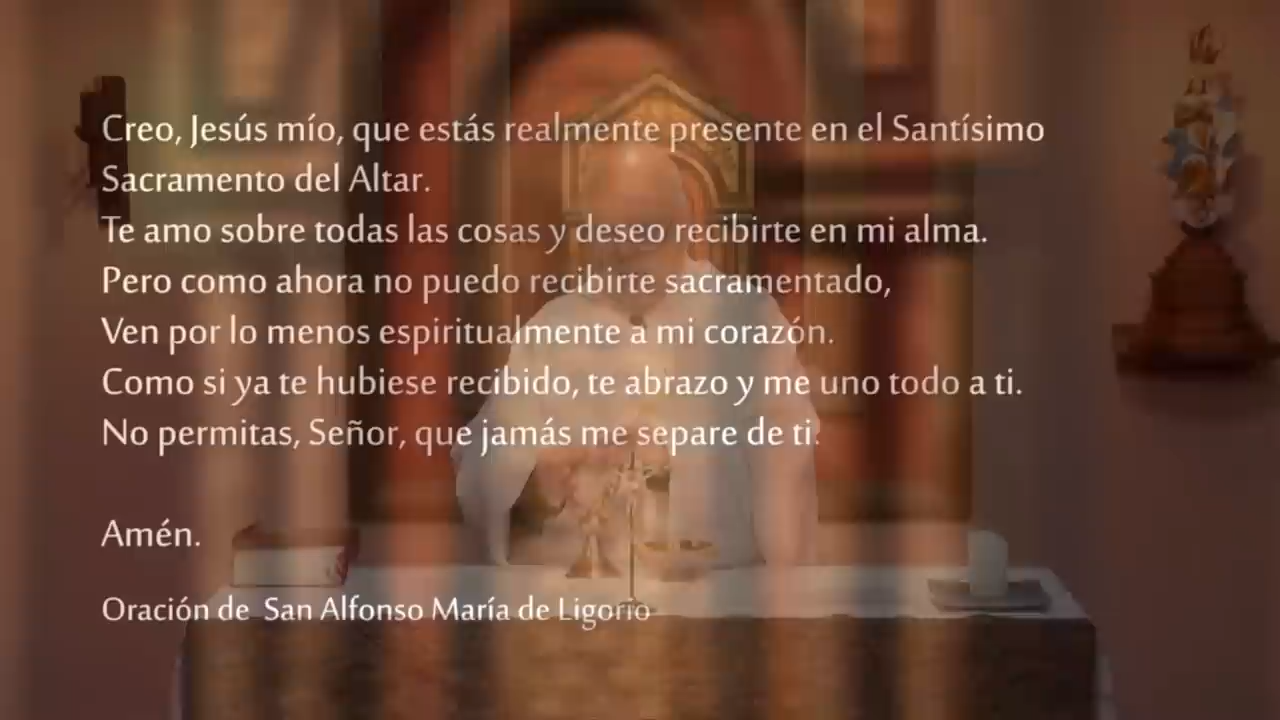 Creo, Jesús mío, que estás realmente presente en el Santísimo
Sacramento del Altar.
Te amo sobre todas las cosas y deseo recibirte en mi alma.
Pero como ahora no puedo recibirte sacramentado,
Ven por lo menos espiritualmente a mi corazón.
Como si ya te hubiese recibido, te abrazo y me uno todo a ti.
No permitas, Señor, que jamás me separe de ti.
Amén.
Oración de San Alfonso María de Ligorio